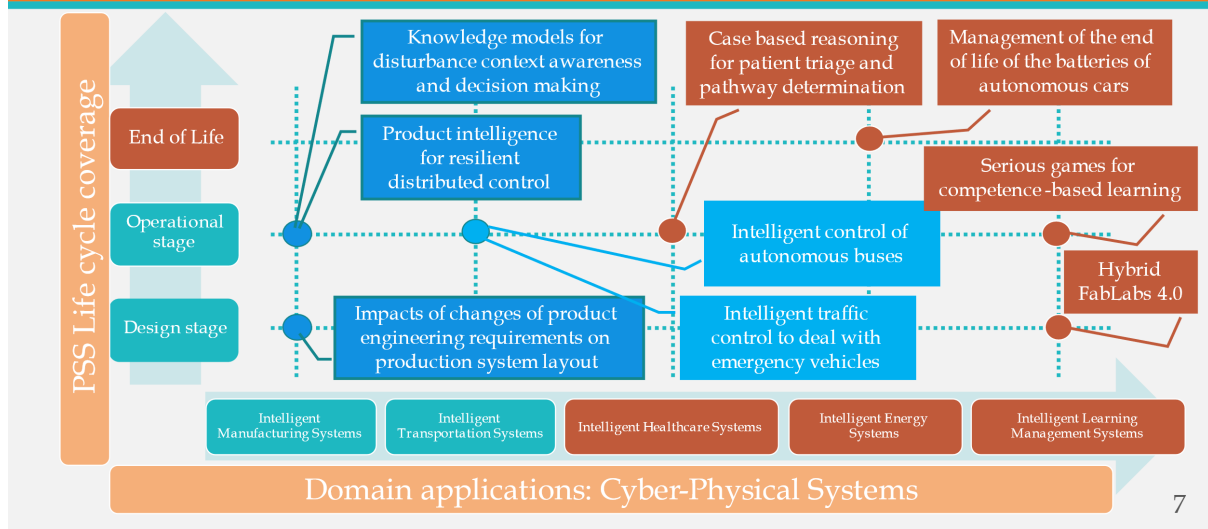 PSS Life cycle coverage
End of Life
Operational
stage
Design stage
Knowledge models for
disturbance context awareness
and decision making
Product intelligence
for resilient
distributed control
Impacts of changes of product
engineering requirements on
production system layout
Case based reasoning
for patient triage and
pathway determination
Management of the end
of life of the batteries of
autonomous cars
Serious games for
competence-based learning
Intelligent control of
autonomous buses
Hybrid
FabLabs 4.0
Intelligent traffic
control to deal with
emergency vehicles
Intelligent
Manufacturing Systems
Intelligent
Transportation Systems
Intelligent Healthcare Systems
Intelligent Energy
Systems
Intelligent Learning
Management Systems
Domain applications: Cyber-Physical Systems
7